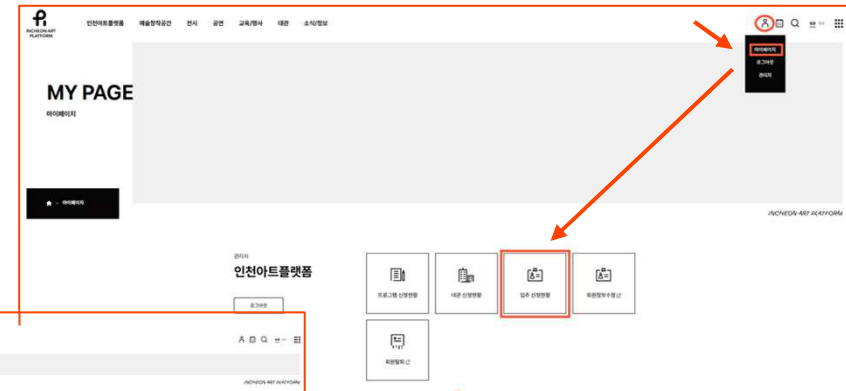 INCHEON ART
PLATFORM
인천아트플랫폼 예술창작공간 전시 공연 교육/행사 대관 소식/정보
마이페이지
로그아웃
관리자
MY PAGE
마이페이지
마이페이지
INCHEON ART PLATFORM
관리자
인천아트플랫폼
로그아웃
프로그램 신청현황
대관 신청현황
입주 신청현황
회원정보수정
회원탈퇴
INCHEON ART PLATFORM